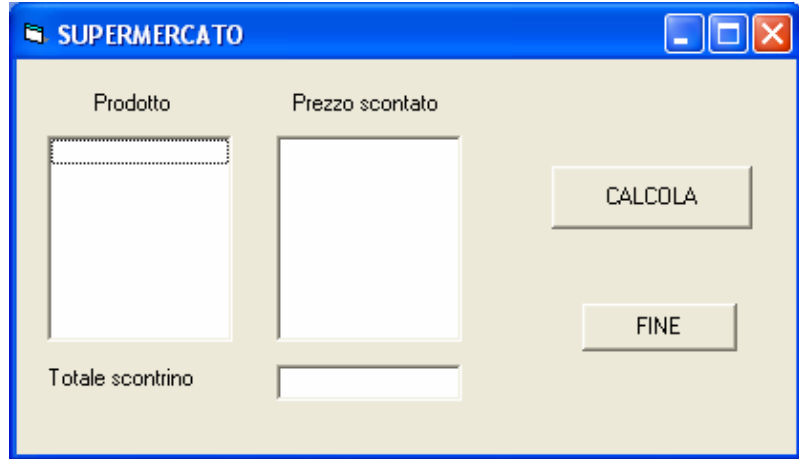 SUPERMERCATO
Prodotto Prezzo scontato
CALCOLA
FINE
Totale scontrino